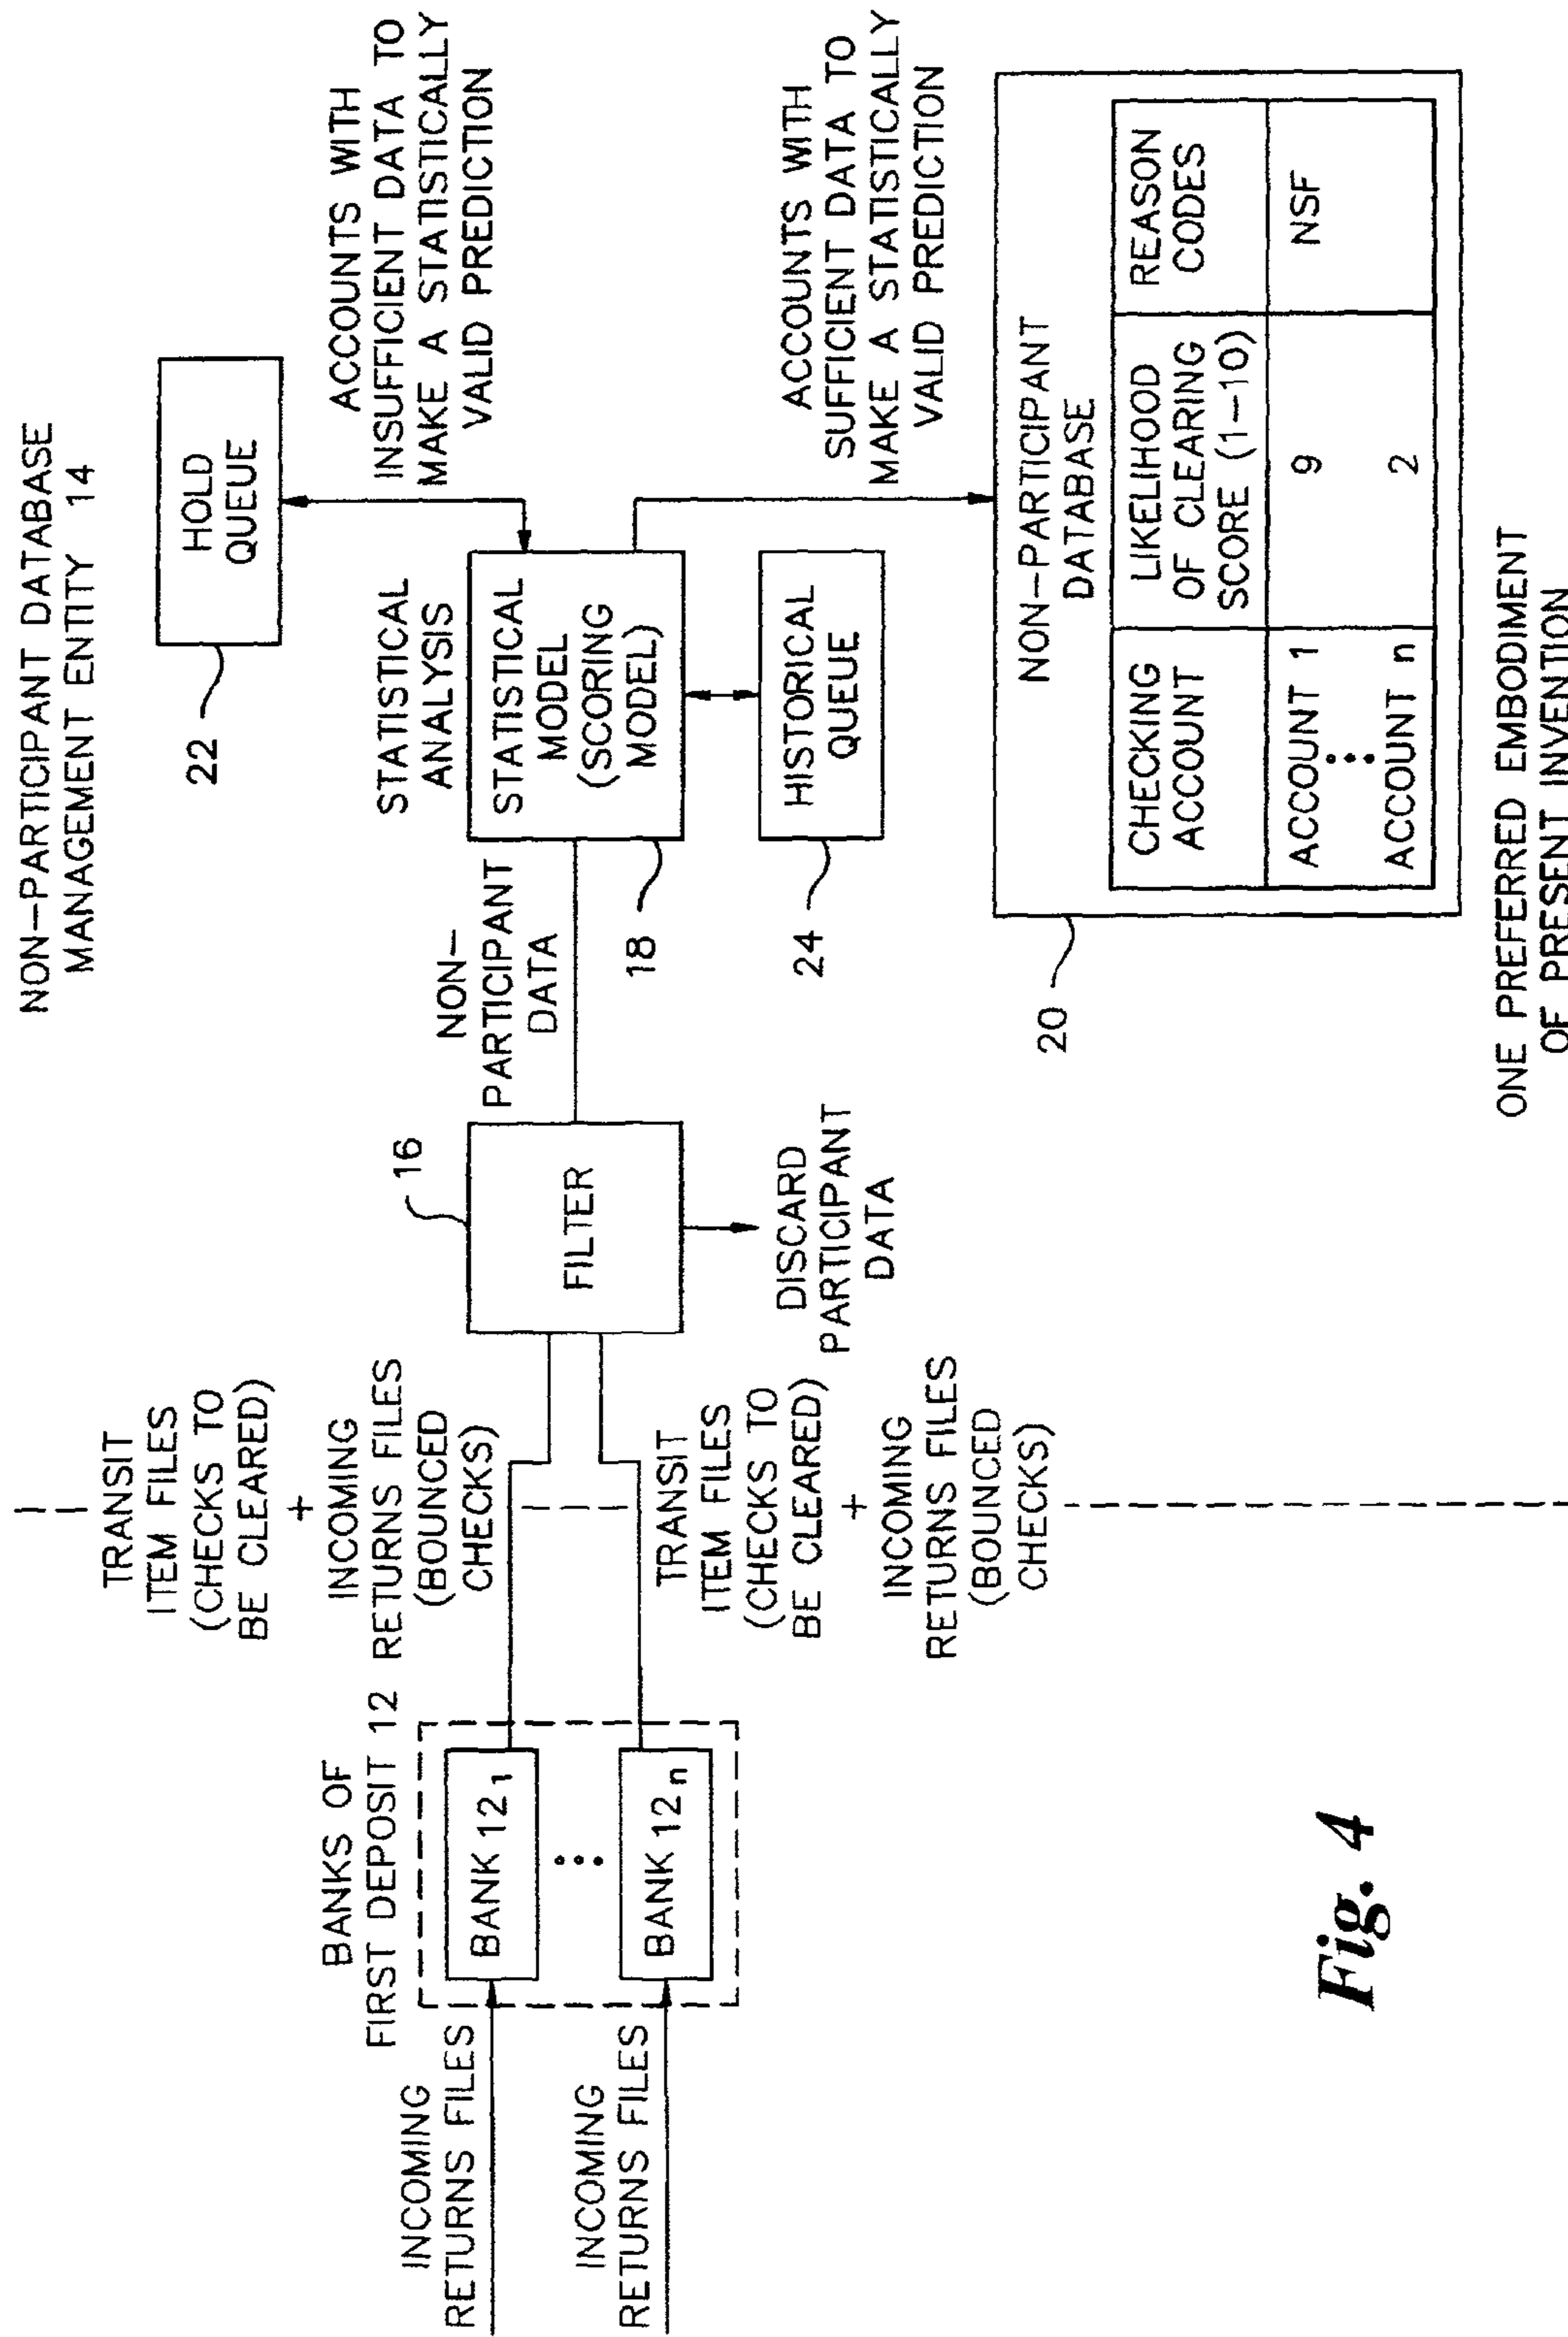 NON-PARTICIPANT DATABASE
MANAGEMENT ENTITY 14
BANKS OF
FIRST DEPOSIT 12
INCOMING
RETURNS FILES
INCOMING
RETURNS FILES
BANK 12 1
BANK 12 n
TRANSIT
ITEM FILES
(CHECKS TO
BE CLEARED)
+
INCOMING
RETURNS FILES
(BOUNCED
CHECKS)
TRANSIT
ITEM FILES
(CHECKS TO
BE CLEARED)
+
INCOMING
RETURNS FILES
(BOUNCED
CHECKS)
16
FILTER
DISCARD
PARTICIPANT
DATA
NON-
PARTICIPANT
DATA
STATISTICAL
ANALYSIS
STATISTICAL
MODEL
(SCORING
MODEL)
18
HOLD
QUEUE
22
ACCOUNTS WITH
INSUFFICIENT DATA TO
MAKE A STATISTICALLY
VALID PREDICTION
HISTORICAL
QUEUE
24
ACCOUNTS WITH
SUFFICIENT DATA TO
MAKE A STATISTICALLY
VALID PREDICTION
20
NON-PARTICIPANT
DATABASE
CHECKING
ACCOUNT
LIKELIHOOD
OF CLEARING
SCORE (1-10)
REASON
CODES
ACCOUNT 1
9
NSF
ACCOUNT n
2
ONE PREFERRED EMBODIMENT
OF PRESENT INVENTION
Fig. 4